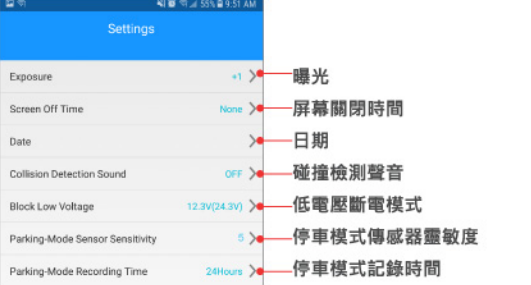 55% 9:51 AM
Settings
Exposure +1 曝光
Screen Off Time None 屏幕關閉時間
Date 日期
Collision Detection Sound OFF 碰撞檢測聲音
Block Low Voltage 12.3V(24.3V) 低電壓斷電模式
Parking-Mode Sensor Sensitivity 5 停車模式傳感器靈敏度
Parking-Mode Recording Time 24Hours 停車模式記錄時間